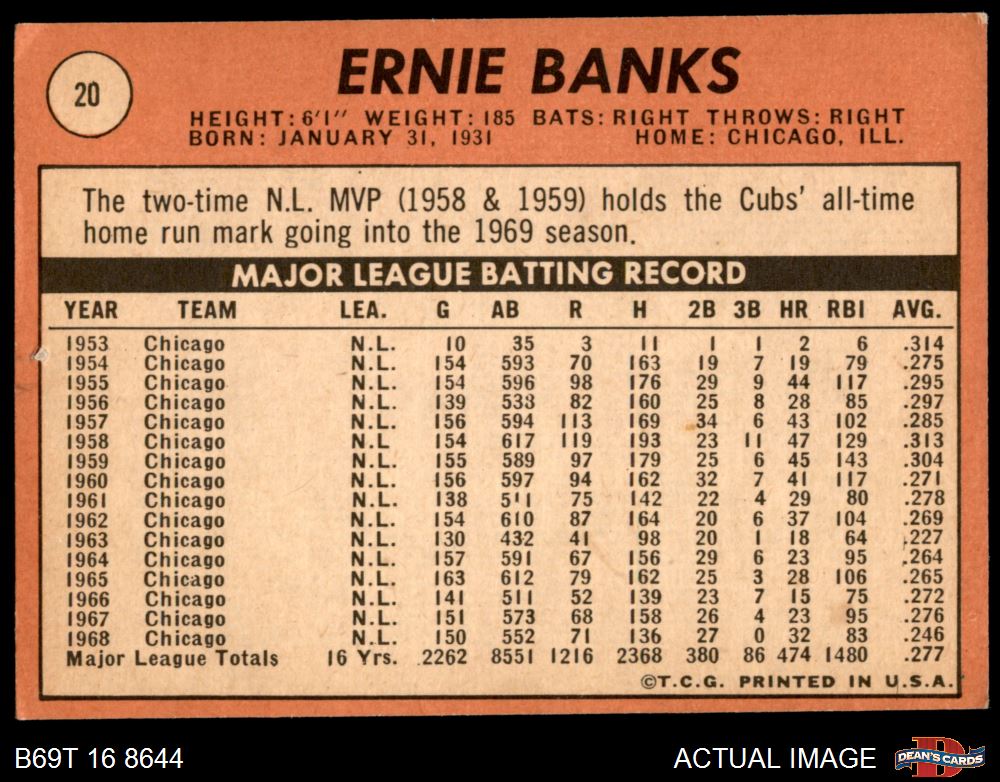 20
ERNIE BANKS
HEIGHT: 6'1" WEIGHT: 185 BATS: RIGHT THROWS: RIGHT
BORN: JANUARY 31, 1931 HOME: CHICAGO, ILL.
The two-time N.L. MVP (1958 & 1959) holds the Cubs' all-time
home run mark going into the 1969 season.
MAJOR LEAGUE BATTING RECORD
YEAR TEAM LEA. G AB R H 2B 3B HR RBI AVG.
1953 Chicago N.L. 10 35 3 11 1 1 2 6 .314
1954 Chicago N.L. 154 593 70 163 19 7 19 79 .275
1955 Chicago N.L. 154 596 98 176 29 9 44 117 .295
1956 Chicago N.L. 139 538 82 160 25 8 28 85 .297
1957 Chicago N.L. 156 594 113 169 34 6 43 102 .285
1958 Chicago N.L. 154 617 119 193 23 11 47 129 .313
1959 Chicago N.L. 155 589 97 179 25 6 45 143 .304
1960 Chicago N.L. 156 597 94 162 32 7 41 117 .271
1961 Chicago N.L. 138 511 75 142 22 4 29 80 .278
1962 Chicago N.L. 154 610 87 164 20 6 37 104 .269
1963 Chicago N.L. 130 432 41 98 20 1 18 64 .227
1964 Chicago N.L. 157 591 67 156 29 6 23 95 .264
1965 Chicago N.L. 163 612 79 162 25 3 28 106 .265
1966 Chicago N.L. 141 511 52 139 23 7 15 75 .272
1967 Chicago N.L. 151 573 68 158 26 4 23 95 .276
1968 Chicago N.L. 150 552 71 136 27 0 32 83 .246
Major League Totals 16 Yrs. 2262 8551 1216 2368 380 86 474 1480 .277
©T.C.G. PRINTED IN U.S.A.
B69T 16 8644 ACTUAL IMAGE
D
DEAN'S CARDS